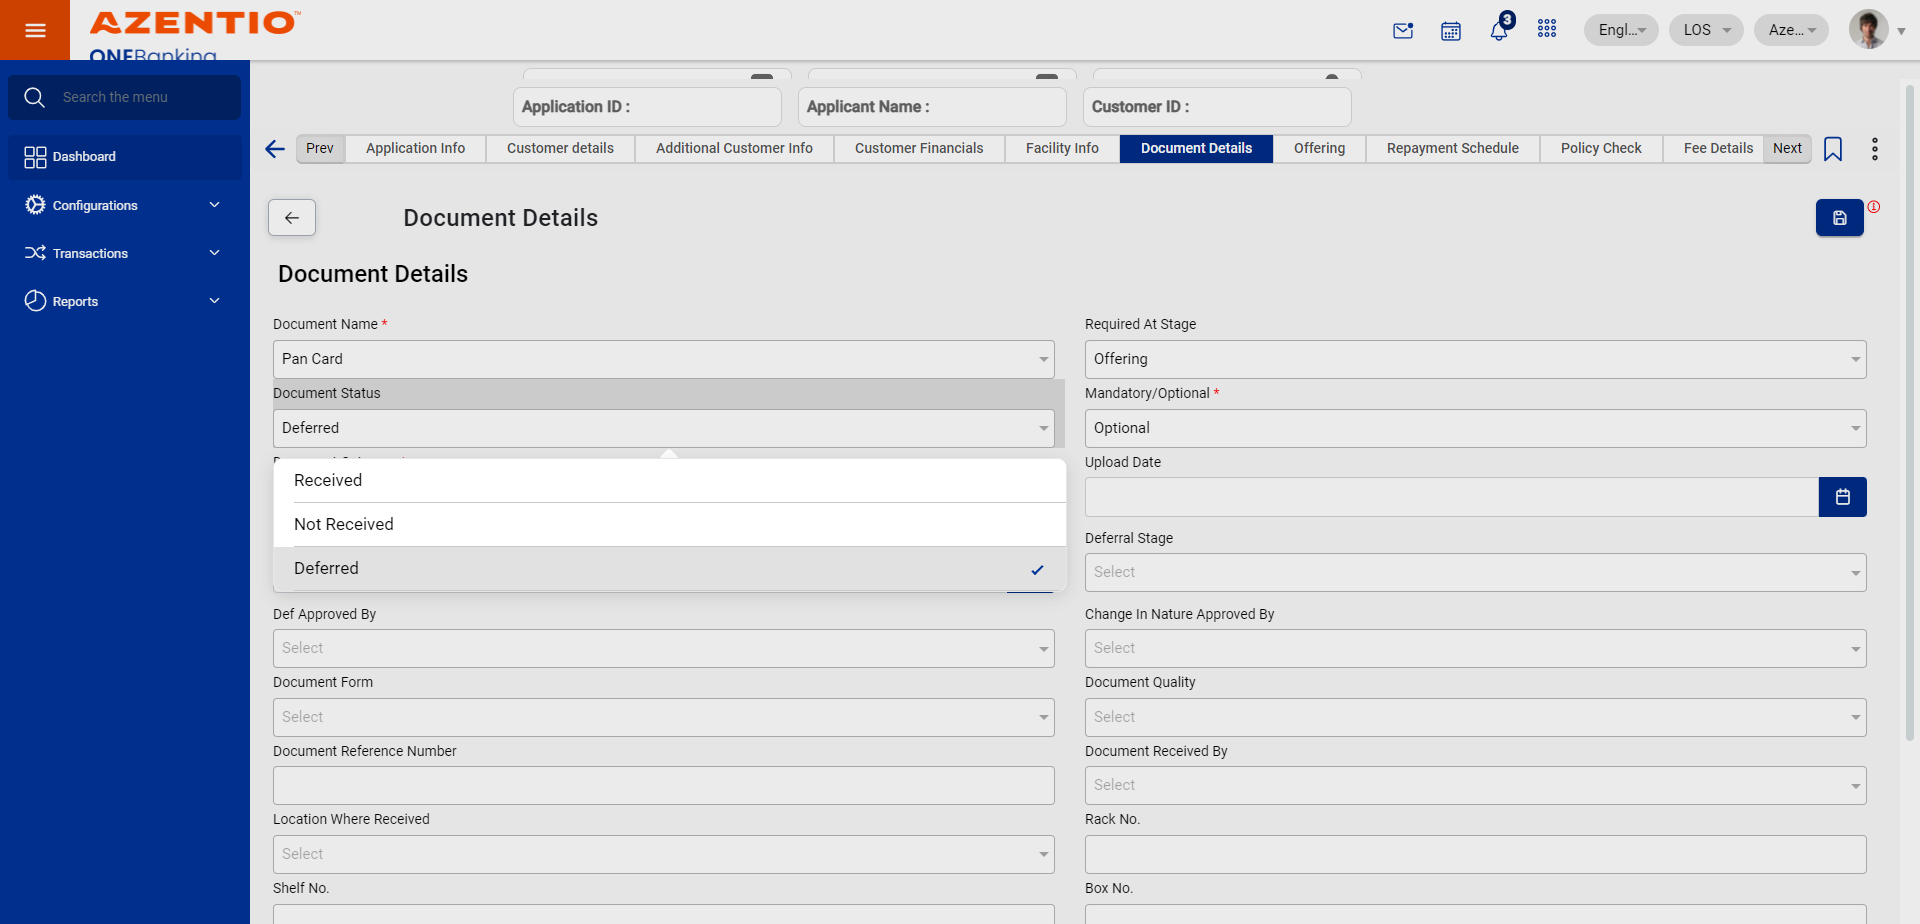 AZENTIO™
ONEBanking
3
Engl...
LOS
Aze...
Search the menu
Dashboard
Configurations
Transactions
Reports
Application ID :
Applicant Name :
Customer ID :
Prev
Application Info
Customer details
Additional Customer Info
Customer Financials
Facility Info
Document Details
Offering
Repayment Schedule
Policy Check
Fee Details
Next
Document Details
Document Details
Document Name *
Required At Stage
Pan Card
Offering
Document Status
Mandatory/Optional *
Deferred
Optional
Upload Date
Received
Not Received
Deferral Stage
Deferred
Select
Def Approved By
Change In Nature Approved By
Select
Select
Document Form
Document Quality
Select
Select
Document Reference Number
Document Received By
Select
Location Where Received
Rack No.
Select
Shelf No.
Box No.